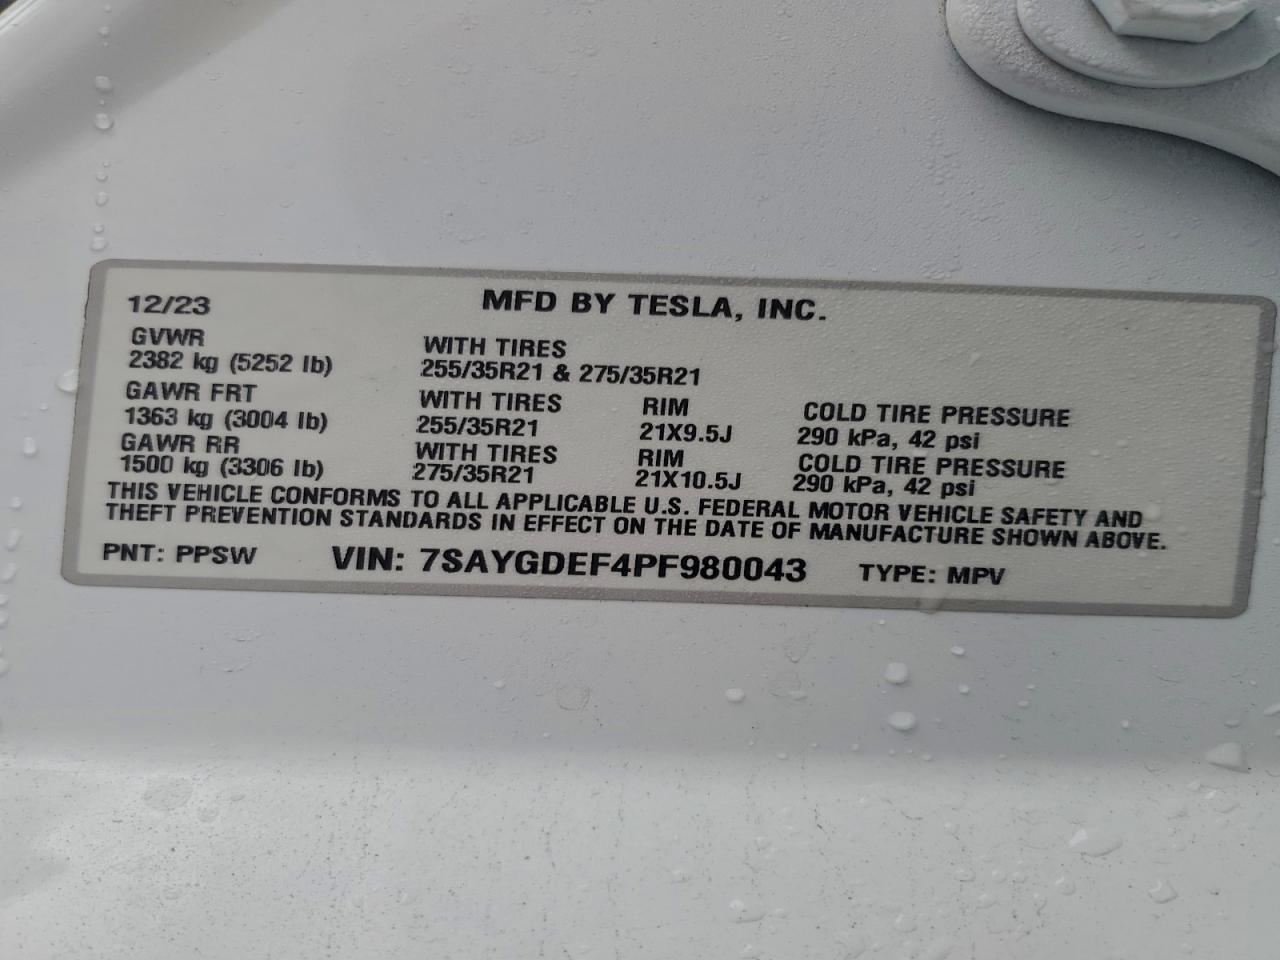 12/23 MFD BY TESLA, INC.
GVWR
2382 kg (5252 lb) WITH TIRES
255/35R21 & 275/35R21
GAWR FRT WITH TIRES RIM COLD TIRE PRESSURE
1363 kg (3004 lb) 255/35R21 21X9.5J 290 kPa, 42 psi
GAWR RR WITH TIRES RIM COLD TIRE PRESSURE
1500 kg (3306 lb) 275/35R21 21X10.5J 290 kPa, 42 psi
THIS VEHICLE CONFORMS TO ALL APPLICABLE U.S. FEDERAL MOTOR VEHICLE SAFETY AND
THEFT PREVENTION STANDARDS IN EFFECT ON THE DATE OF MANUFACTURE SHOWN ABOVE.
PNT: PPSW VIN: 7SAYGDEF4PF980043 TYPE: MPV